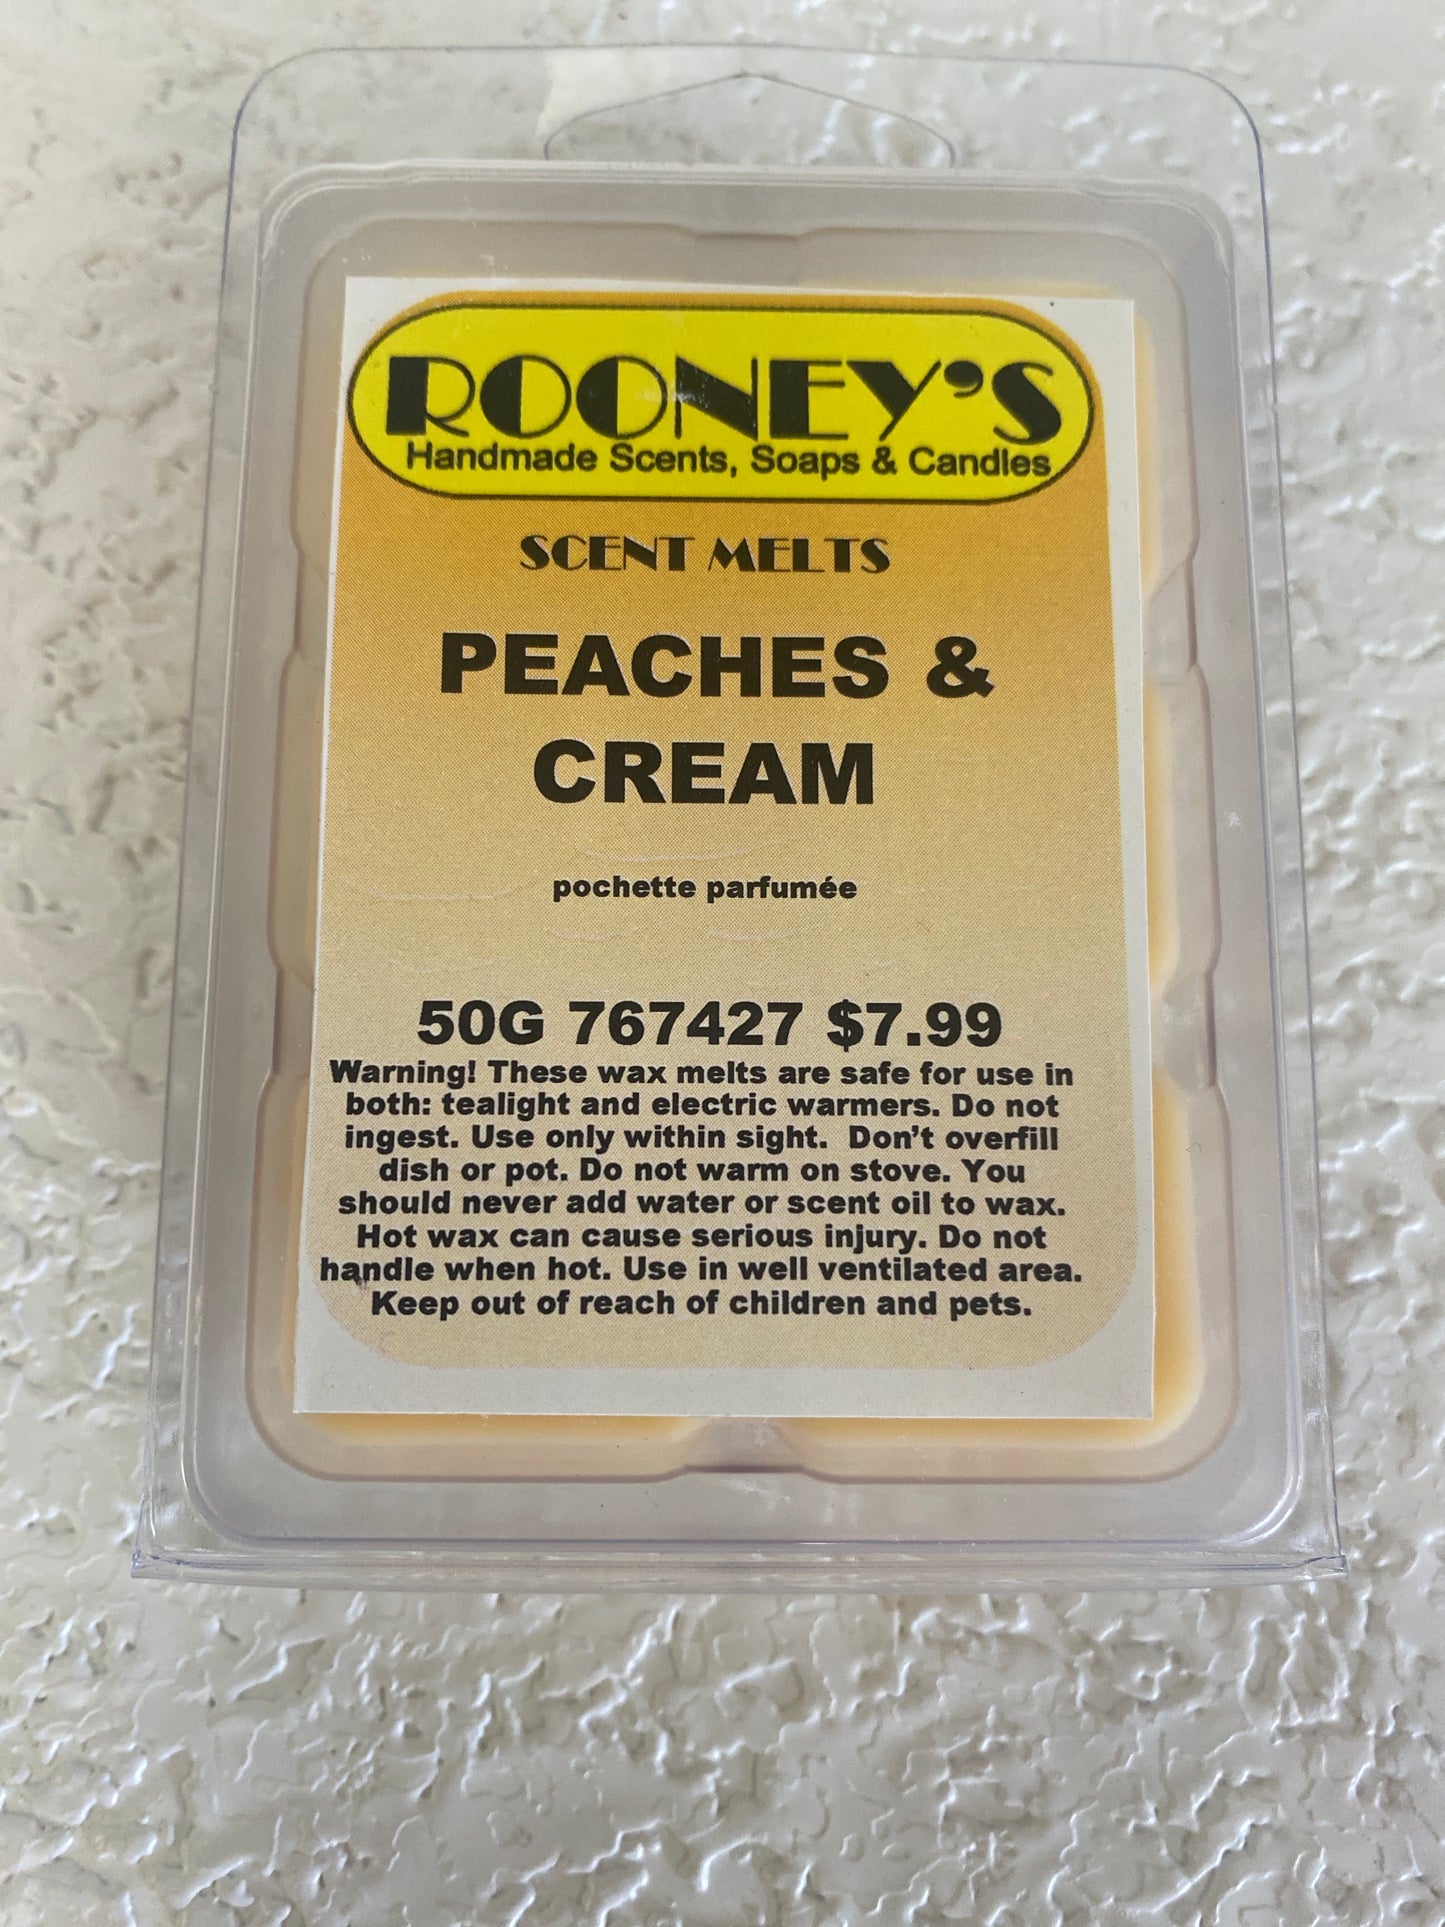 ROONEY'S
Handmade Scents, Soaps & Candles
SCENT MELTS
PEACHES &
CREAM
pochette parfumée
50G 767427 $7.99
Warning! These wax melts are safe for use in
both: tealight and electric warmers. Do not
ingest. Use only within sight.  Don't overfill
dish or pot. Do not warm on stove. You
should never add water or scent oil to wax.
Hot wax can cause serious injury. Do not
handle when hot. Use in well ventilated area.
Keep out of reach of children and pets.